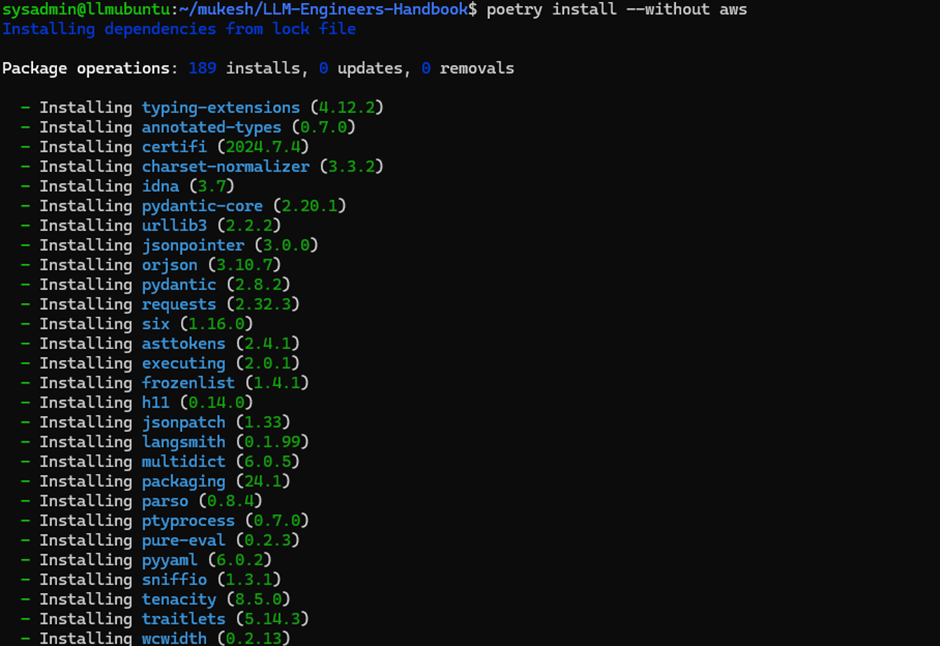 sysadmin@llmubuntu:~/mukesh/LLM-Engineers-Handbook$ poetry install --without aws
Installing dependencies from lock file
Package operations: 189 installs, 0 updates, 0 removals
- Installing typing-extensions (4.12.2)
- Installing annotated-types (0.7.0)
- Installing certifi (2024.7.4)
- Installing charset-normalizer (3.3.2)
- Installing idna (3.7)
- Installing pydantic-core (2.20.1)
- Installing urllib3 (2.2.2)
- Installing jsonpointer (3.0.0)
- Installing orjson (3.10.7)
- Installing pydantic (2.8.2)
- Installing requests (2.32.3)
- Installing six (1.16.0)
- Installing asttokens (2.4.1)
- Installing executing (2.0.1)
- Installing frozenlist (1.4.1)
- Installing h11 (0.14.0)
- Installing jsonpatch (1.33)
- Installing langsmith (0.1.99)
- Installing multidict (6.0.5)
- Installing packaging (24.1)
- Installing parso (0.8.4)
- Installing ptyprocess (0.7.0)
- Installing pure-eval (0.2.3)
- Installing pyyaml (6.0.2)
- Installing sniffio (1.3.1)
- Installing tenacity (8.5.0)
- Installing traitlets (5.14.3)
- Installing wcwidth (0.2.13)